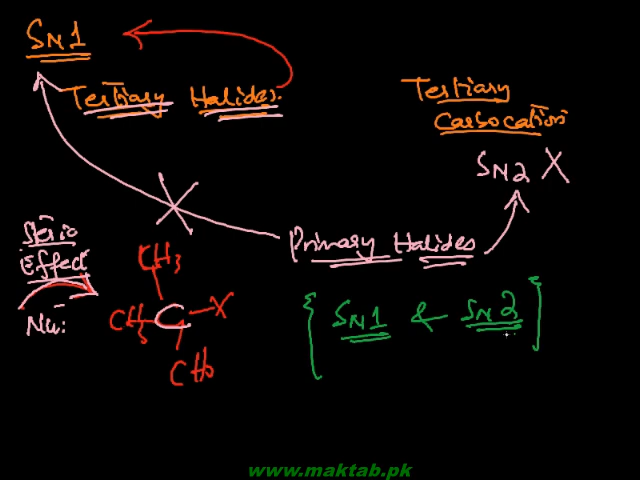 SN1
Tertiary Halides
Tertiary
Carbocation
SN2 X
Primary Halides
Steric
Effect
Nu:⁻
CH3
CH3 C X
CH3
{ SN1 & SN2 }
www.maktab.pk